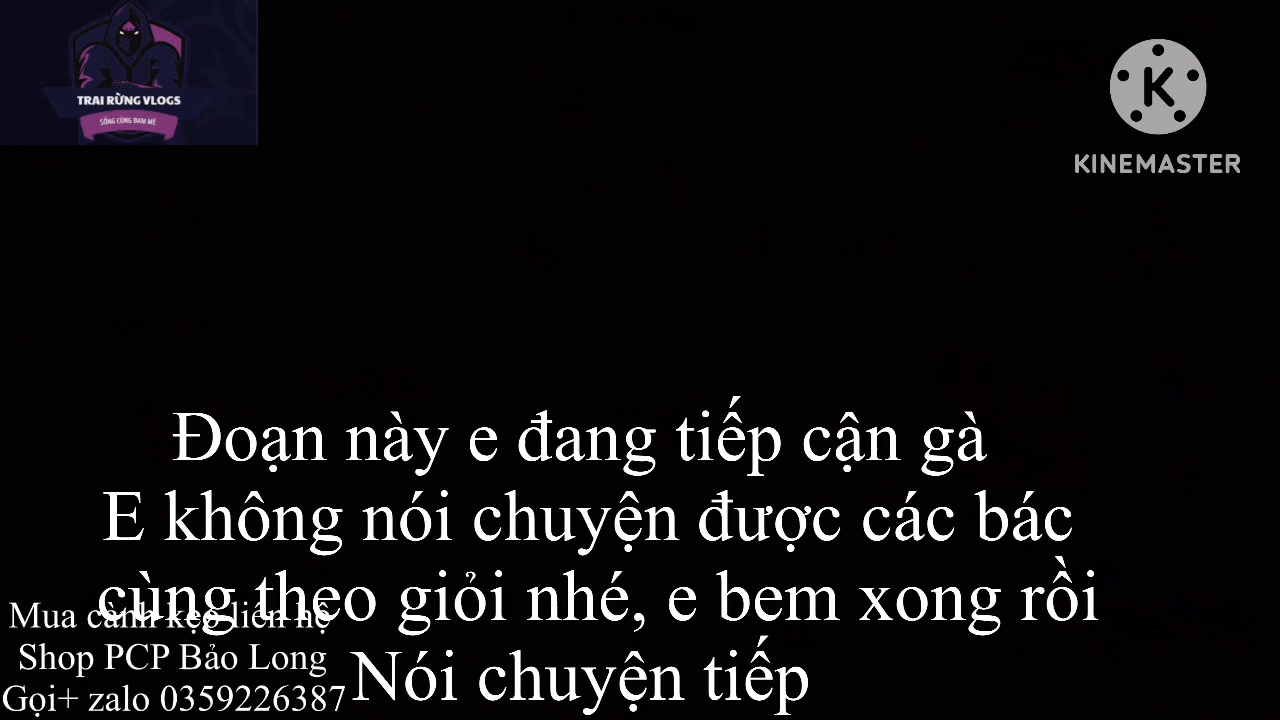 TRAI RỪNG VLOGS
SỐNG CÙNG ĐAM MÊ
K
KINEMASTER
Đoạn này e đang tiếp cận gà
E không nói chuyện được các bác
cùng theo giỏi nhé, e bem xong rồi
Nói chuyện tiếp
Mua cành kẹo liên hệ
Shop PCP Bảo Long
Gọi+ zalo 0359226387